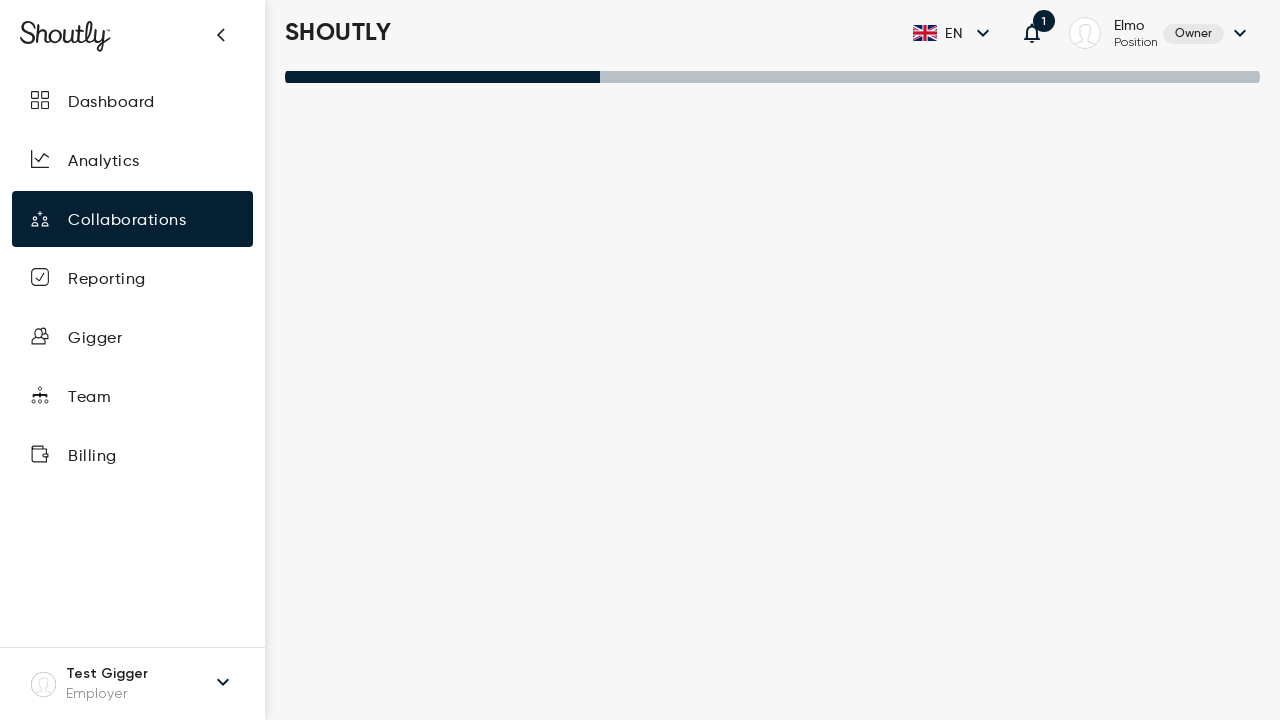 Shoutly
Dashboard
Analytics
Collaborations
Reporting
Gigger
Team
Billing
Test Gigger
Employer
SHOUTLY
EN
1
Elmo
Position
Owner